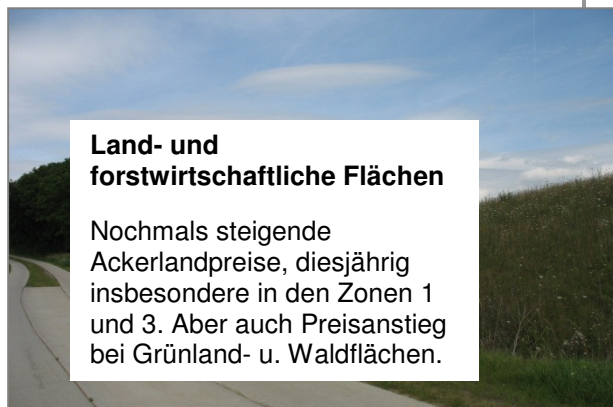 Land- und
forstwirtschaftliche Flächen
Nochmals steigende
Ackerlandpreise, diesjährig
insbesondere in den Zonen 1
und 3. Aber auch Preisanstieg
bei Grünland- u. Waldflächen.